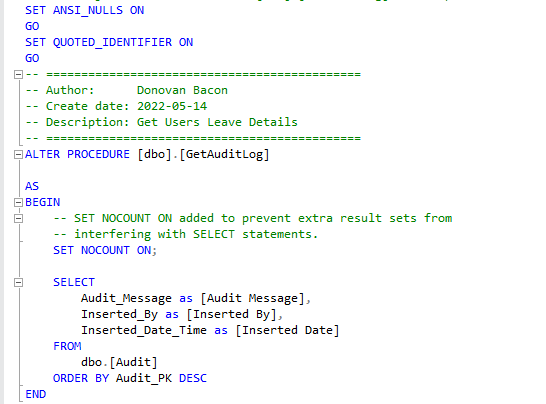 SET ANSI_NULLS ON
GO
SET QUOTED_IDENTIFIER ON
GO
-- =============================================
-- Author:      Donovan Bacon
-- Create date: 2022-05-14
-- Description: Get Users Leave Details
-- =============================================
ALTER PROCEDURE [dbo].[GetAuditLog]
AS
BEGIN
    -- SET NOCOUNT ON added to prevent extra result sets from
    -- interfering with SELECT statements.
    SET NOCOUNT ON;
    SELECT
        Audit_Message as [Audit Message],
        Inserted_By as [Inserted By],
        Inserted_Date_Time as [Inserted Date]
    FROM
        dbo.[Audit]
    ORDER BY Audit_PK DESC
END